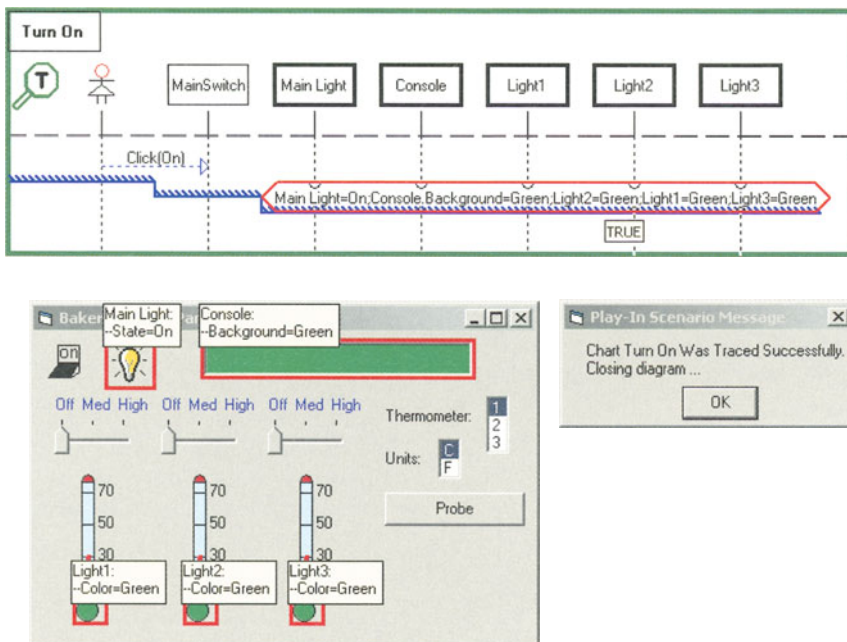 Turn On
T
MainSwitch
Main Light
Console
Light1
Light2
Light3
Click(On)
Main Light=On;Console.Background=Green;Light2=Green;Light1=Green;Light3=Green
TRUE
Main Light:
--State=On
Console:
--Background=Green
on
Off Med High
Off Med High
Off Med High
Thermometer:
1
2
3
Units:
C
F
Probe
70
50
30
70
50
30
70
50
30
Light1:
--Color=Green
Light2:
--Color=Green
Light3:
--Color=Green
Play-In Scenario Message
Chart Turn On Was Traced Successfully.
Closing diagram ...
OK